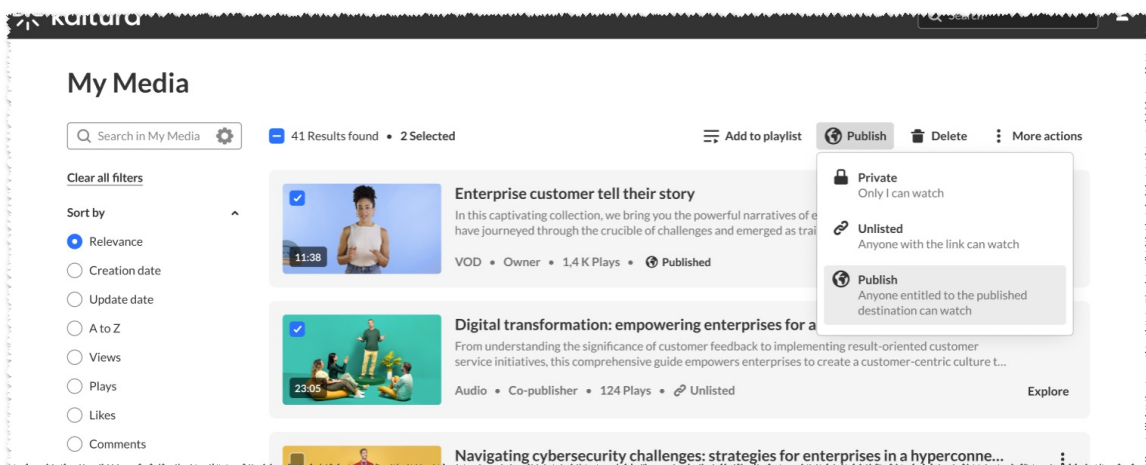 kaltura
Search
My Media
Search in My Media
41 Results found • 2 Selected
Add to playlist
Publish
Delete
More actions
Clear all filters
Sort by
Relevance
Creation date
Update date
A to Z
Views
Plays
Likes
Comments
Enterprise customer tell their story
In this captivating collection, we bring you the powerful narratives of e
have journeyed through the crucible of challenges and emerged as trai
11:38
VOD • Owner • 1,4 K Plays • Published
Private
Only I can watch
Unlisted
Anyone with the link can watch
Publish
Anyone entitled to the published
destination can watch
Digital transformation: empowering enterprises for a
From understanding the significance of customer feedback to implementing result-oriented customer
service initiatives, this comprehensive guide empowers enterprises to create a customer-centric culture t...
23:05
Audio • Co-publisher • 124 Plays • Unlisted
Explore
Navigating cybersecurity challenges: strategies for enterprises in a hyperconne...